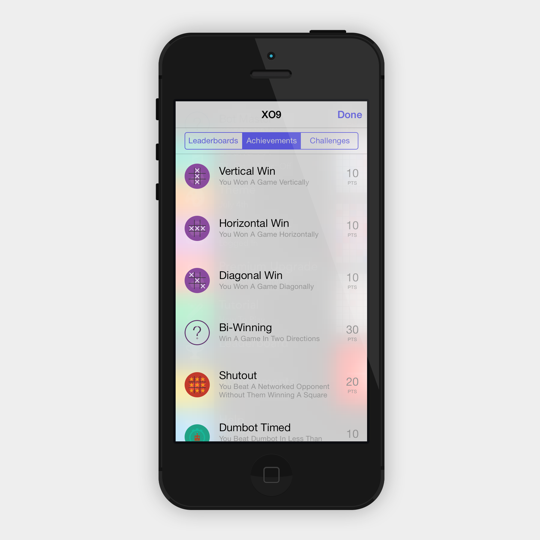 XO9
Done
Leaderboards
Achievements
Challenges
Vertical Win
You Won A Game Vertically
10
PTS
Horizontal Win
You Won A Game Horizontally
10
PTS
Diagonal Win
You Won A Game Diagonally
10
PTS
?
Bi-Winning
Win A Game In Two Directions
30
PTS
Shutout
You Beat A Networked Opponent
Without Them Winning A Square
20
PTS
Dumbot Timed
You Beat Dumbot In Less Than
10